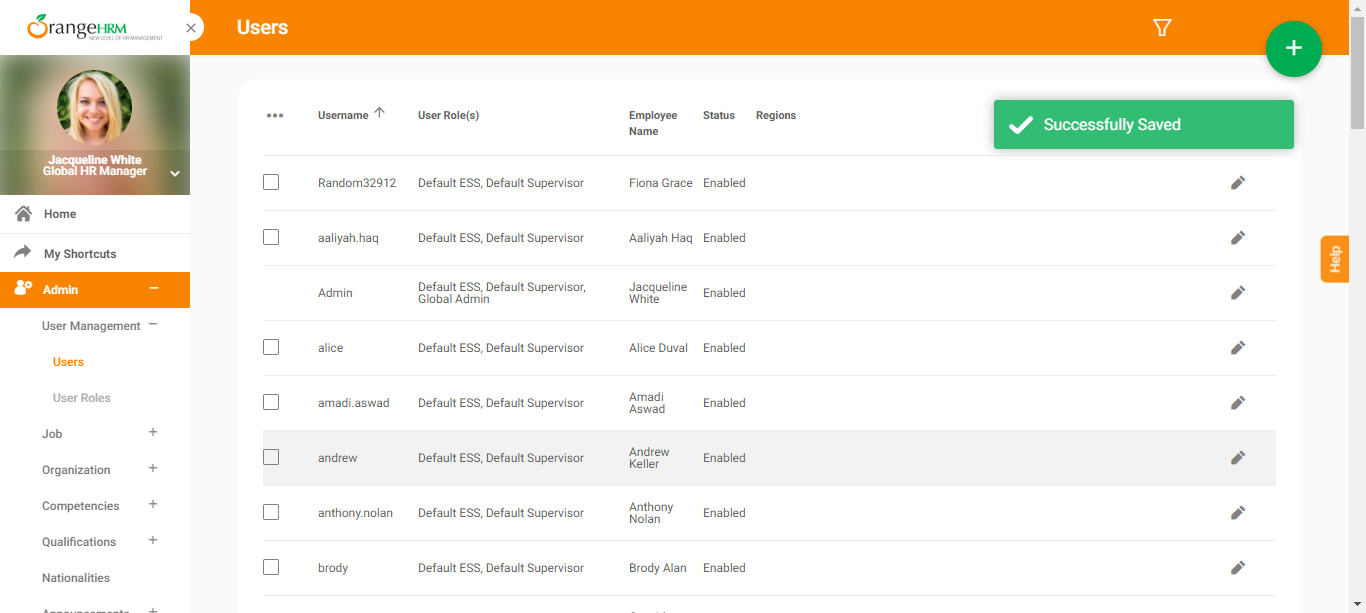 OrangeHRM
NEW LEVEL OF HR MANAGEMENT
Users
Jacqueline White
Global HR Manager
Home
My Shortcuts
Admin
User Management
Users
User Roles
Job
Organization
Competencies
Qualifications
Nationalities
Announcements
Username User Role(s) Employee Name Status Regions
Successfully Saved
Random32912 Default ESS, Default Supervisor Fiona Grace Enabled
aaliyah.haq Default ESS, Default Supervisor Aaliyah Haq Enabled
Admin Default ESS, Default Supervisor, Global Admin Jacqueline White Enabled
alice Default ESS, Default Supervisor Alice Duval Enabled
amadi.aswad Default ESS, Default Supervisor Amadi Aswad Enabled
andrew Default ESS, Default Supervisor Andrew Keller Enabled
anthony.nolan Default ESS, Default Supervisor Anthony Nolan Enabled
brody Default ESS, Default Supervisor Brody Alan Enabled
Help